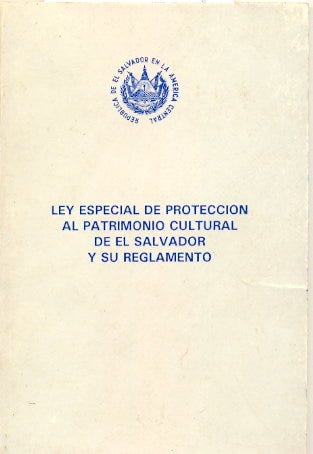 REPUBLICA DE EL SALVADOR EN LA AMERICA CENTRAL
LEY ESPECIAL DE PROTECCION
AL PATRIMONIO CULTURAL
DE EL SALVADOR
Y SU REGLAMENTO